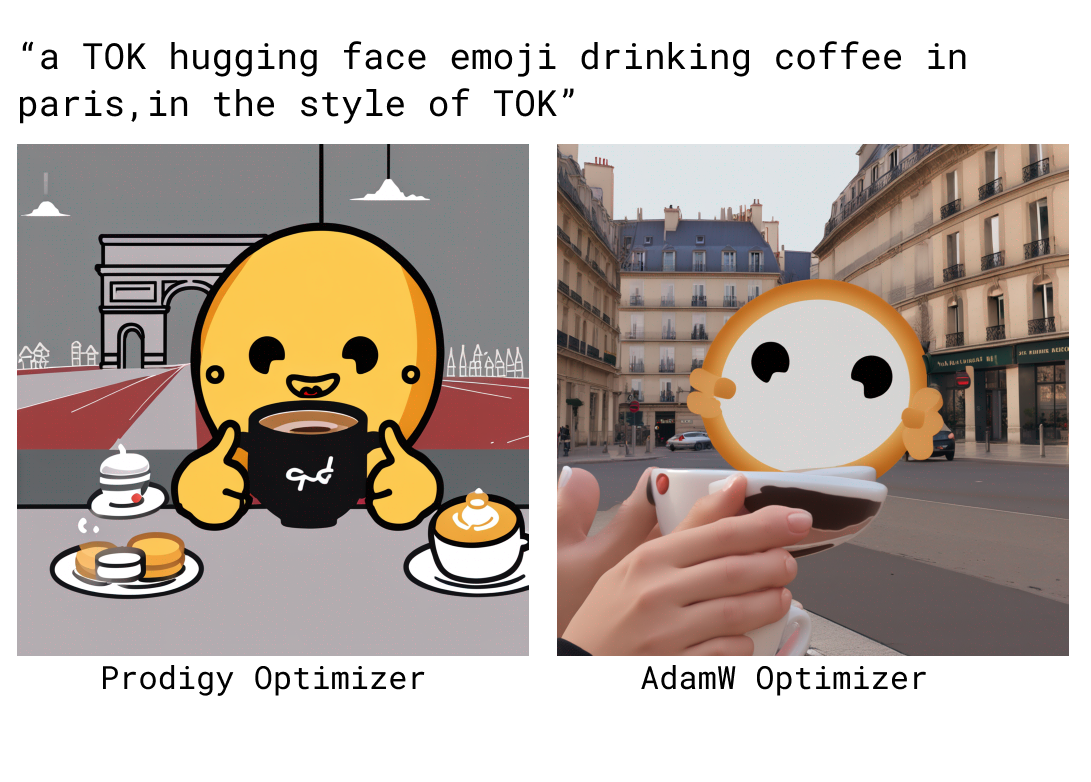 “a TOK hugging face emoji drinking coffee in
paris,in the style of TOK”
Prodigy Optimizer
AdamW Optimizer